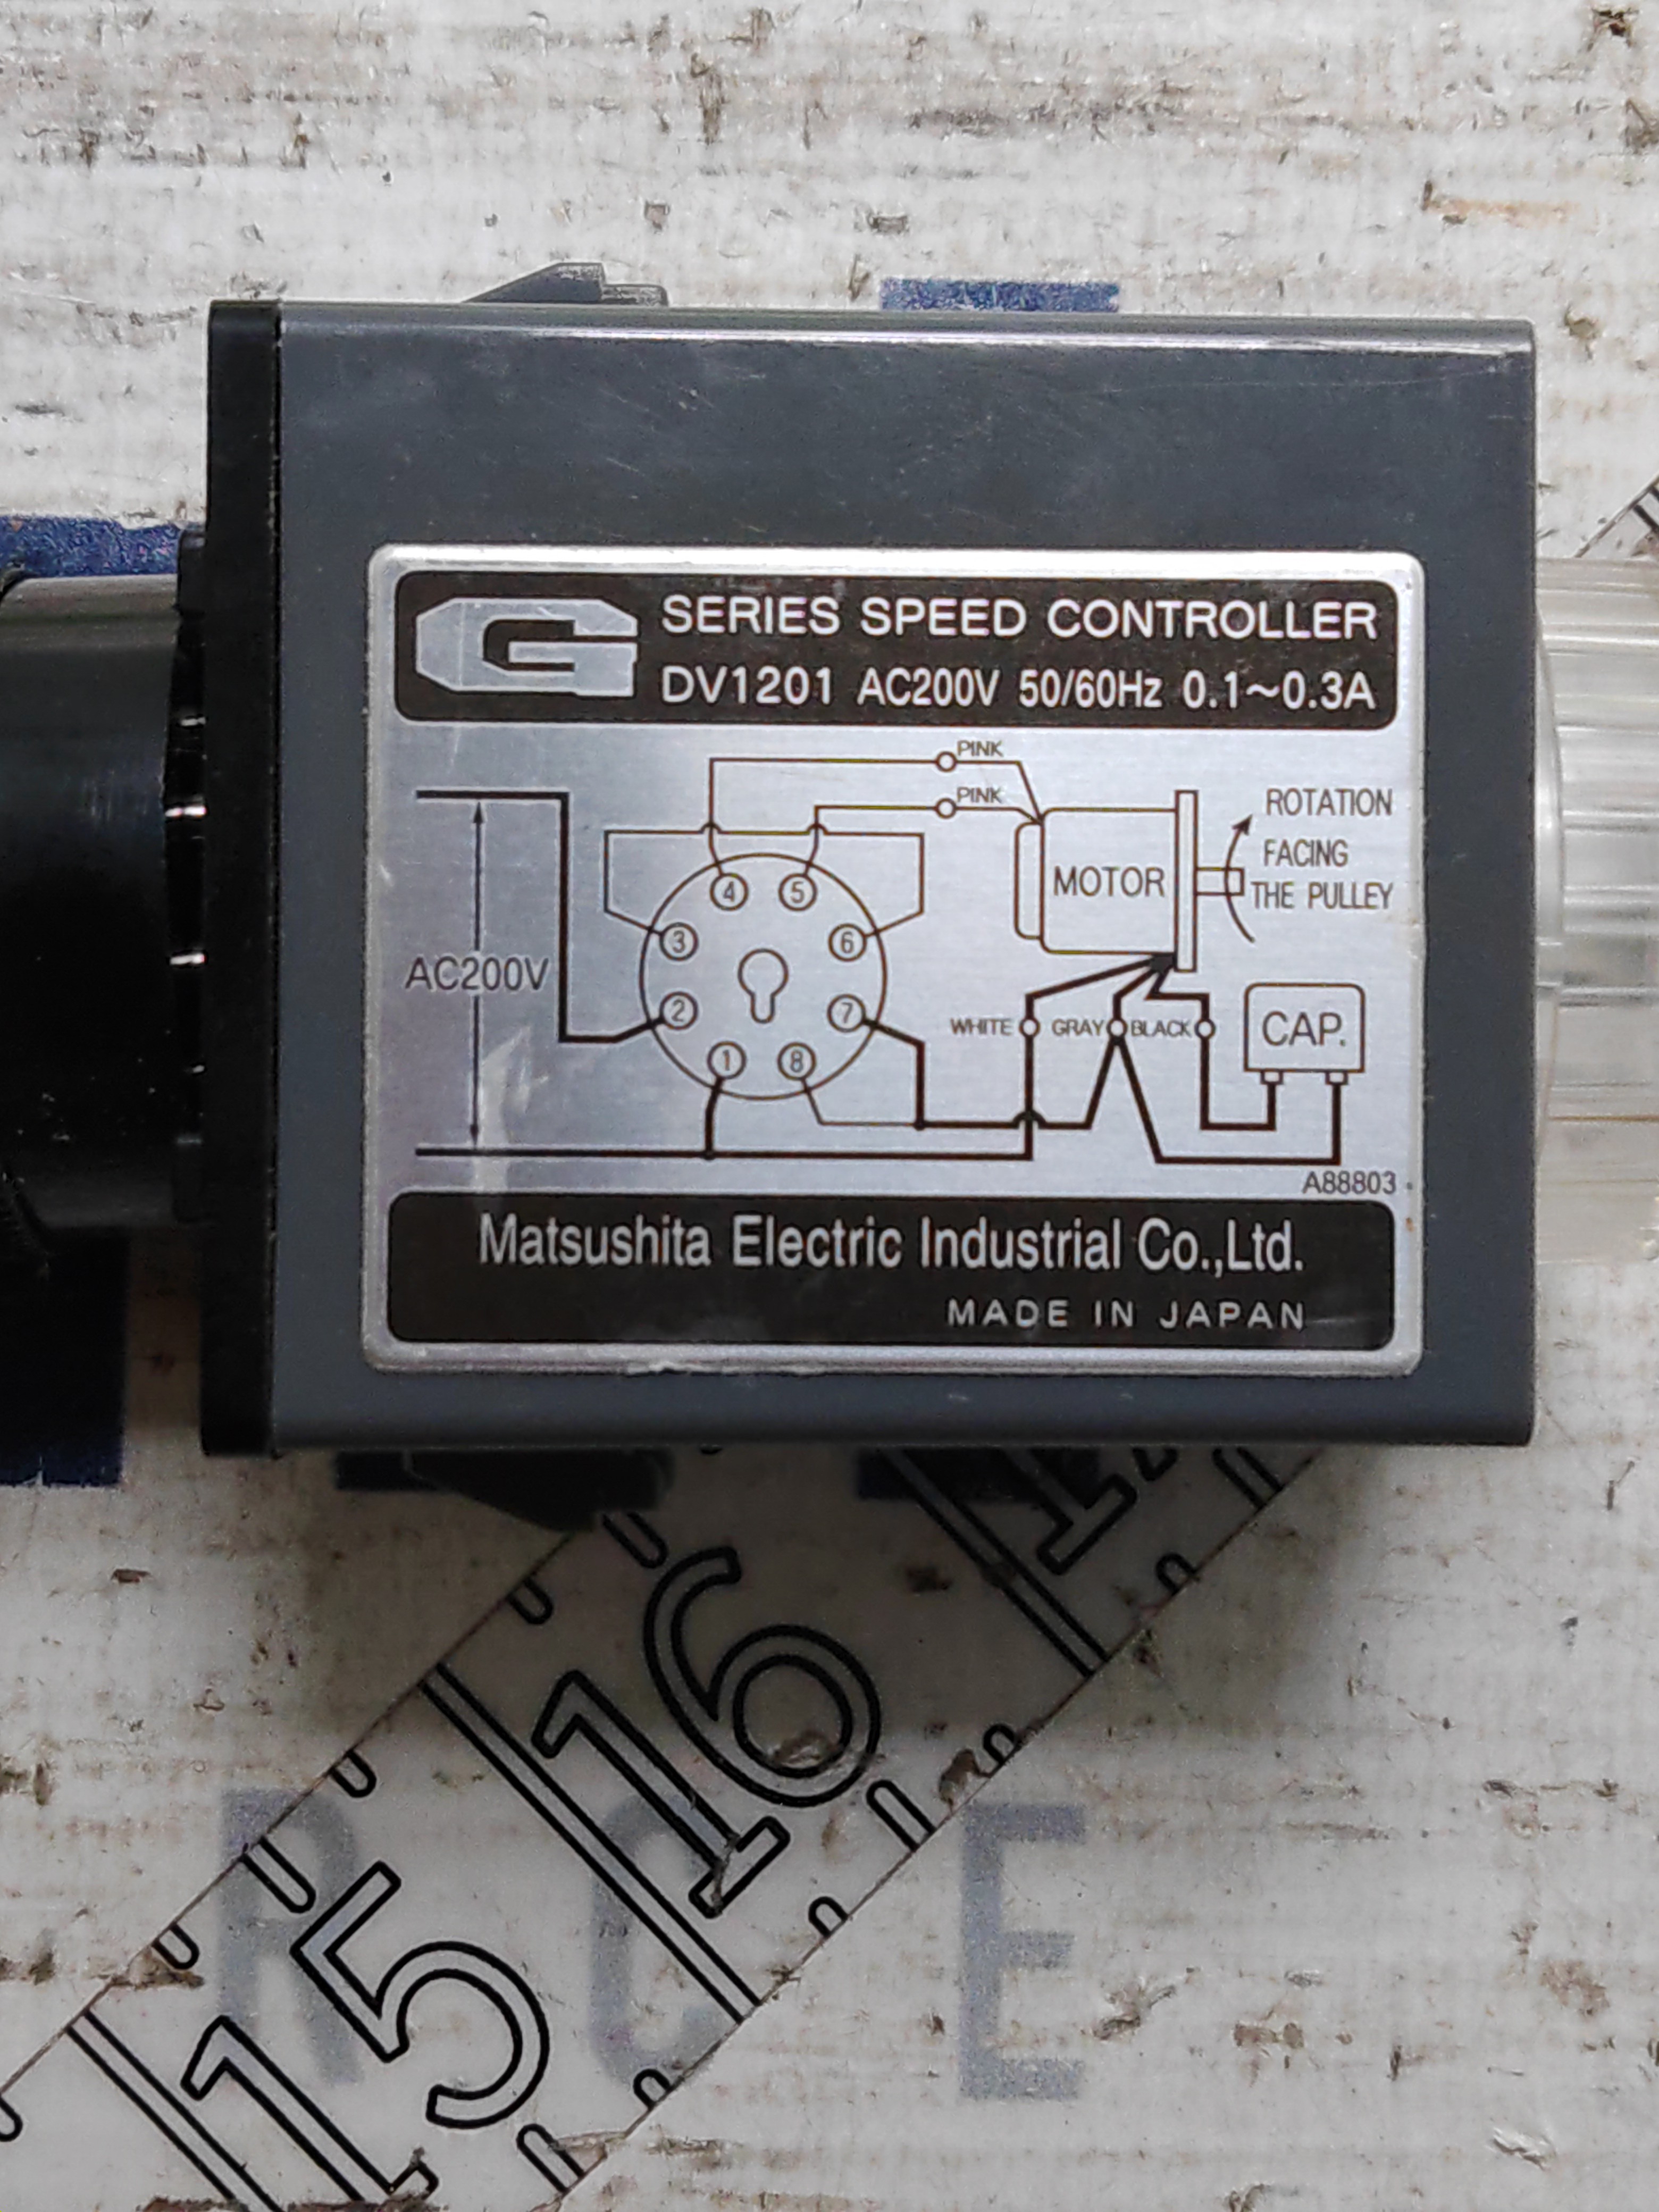 G SERIES SPEED CONTROLLER
DV1201 AC200V 50/60Hz 0.1~0.3A
PINK
PINK
ROTATION
FACING
THE PULLEY
MOTOR
4 5
3 6
AC200V
2 7
WHITE GRAY BLACK
CAP.
1 8
A88803
Matsushita Electric Industrial Co.,Ltd.
MADE IN JAPAN
16
15
R C E